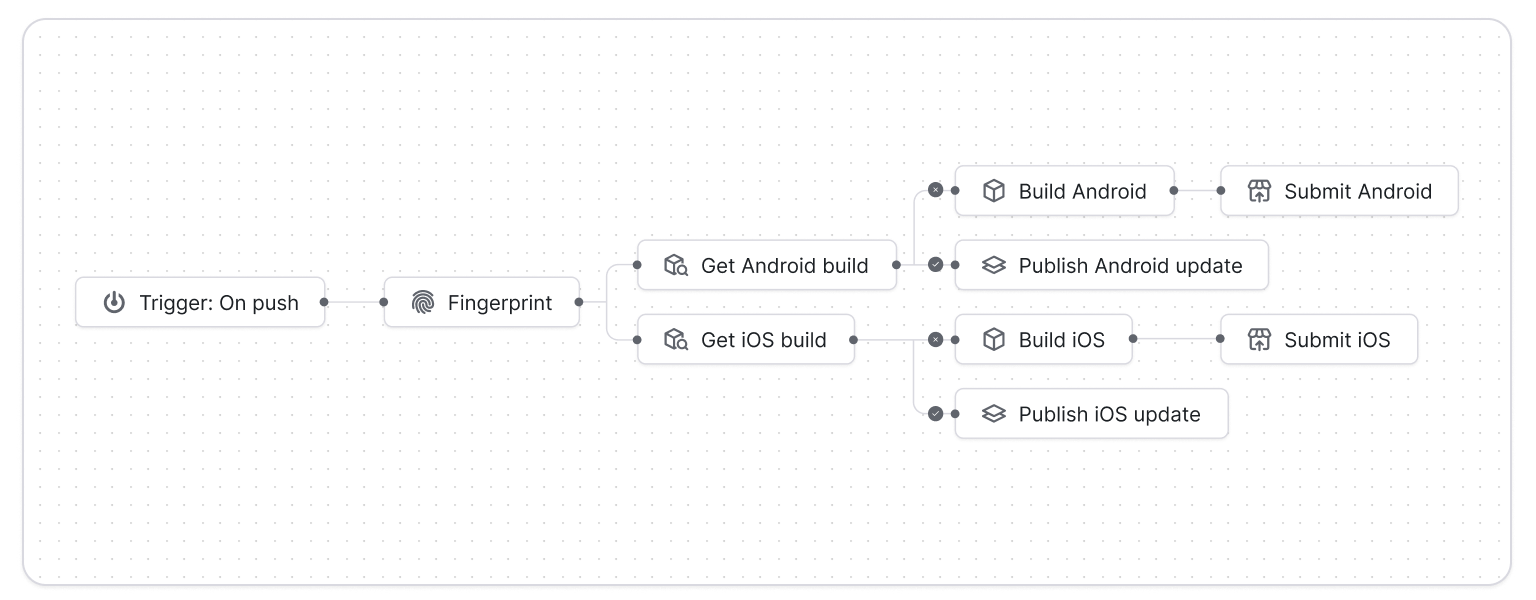 Trigger: On push
Fingerprint
Get Android build
Build Android
Submit Android
Publish Android update
Get iOS build
Build iOS
Submit iOS
Publish iOS update